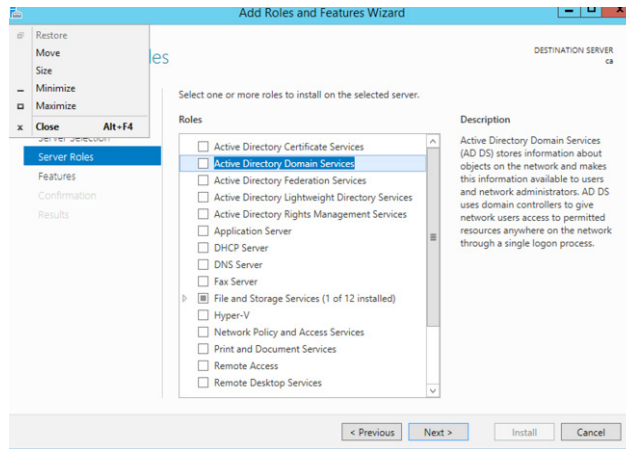 Add Roles and Features Wizard
Restore
Move
Size
Minimize
Maximize
Close Alt+F4
les
DESTINATION SERVER
ca
Server Selection
Server Roles
Features
Confirmation
Results
Select one or more roles to install on the selected server.
Roles
Active Directory Certificate Services
Active Directory Domain Services
Active Directory Federation Services
Active Directory Lightweight Directory Services
Active Directory Rights Management Services
Application Server
DHCP Server
DNS Server
Fax Server
File and Storage Services (1 of 12 installed)
Hyper-V
Network Policy and Access Services
Print and Document Services
Remote Access
Remote Desktop Services
Description
Active Directory Domain Services
(AD DS) stores information about
objects on the network and makes
this information available to users
and network administrators. AD DS
uses domain controllers to give
network users access to permitted
resources anywhere on the network
through a single logon process.
< Previous
Next >
Install
Cancel